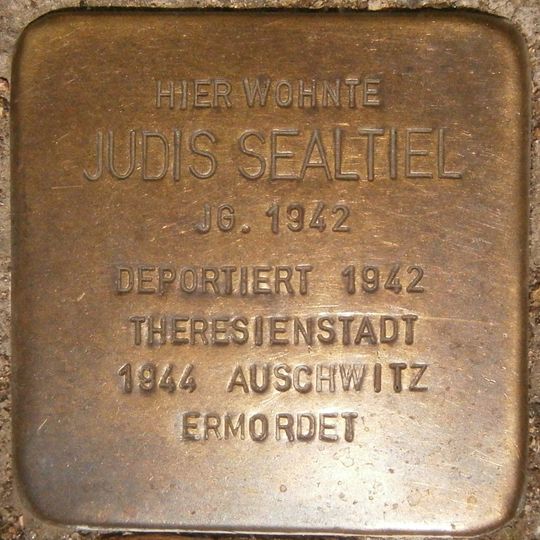 HIER WOHNTE
JUDIS SEALTIEL
JG. 1942
DEPORTIERT 1942
THERESIENSTADT
1944 AUSCHWITZ
ERMORDET